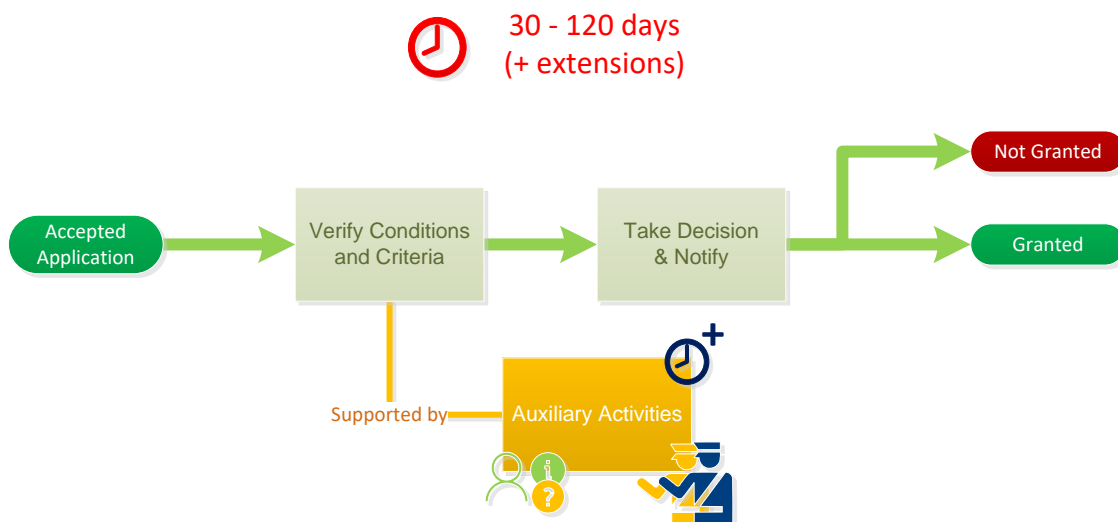 30 - 120 days
(+ extensions)
Not Granted
Accepted
Application
Verify Conditions
and Criteria
Take Decision
& Notify
Granted
Supported by
Auxiliary Activities
i
?